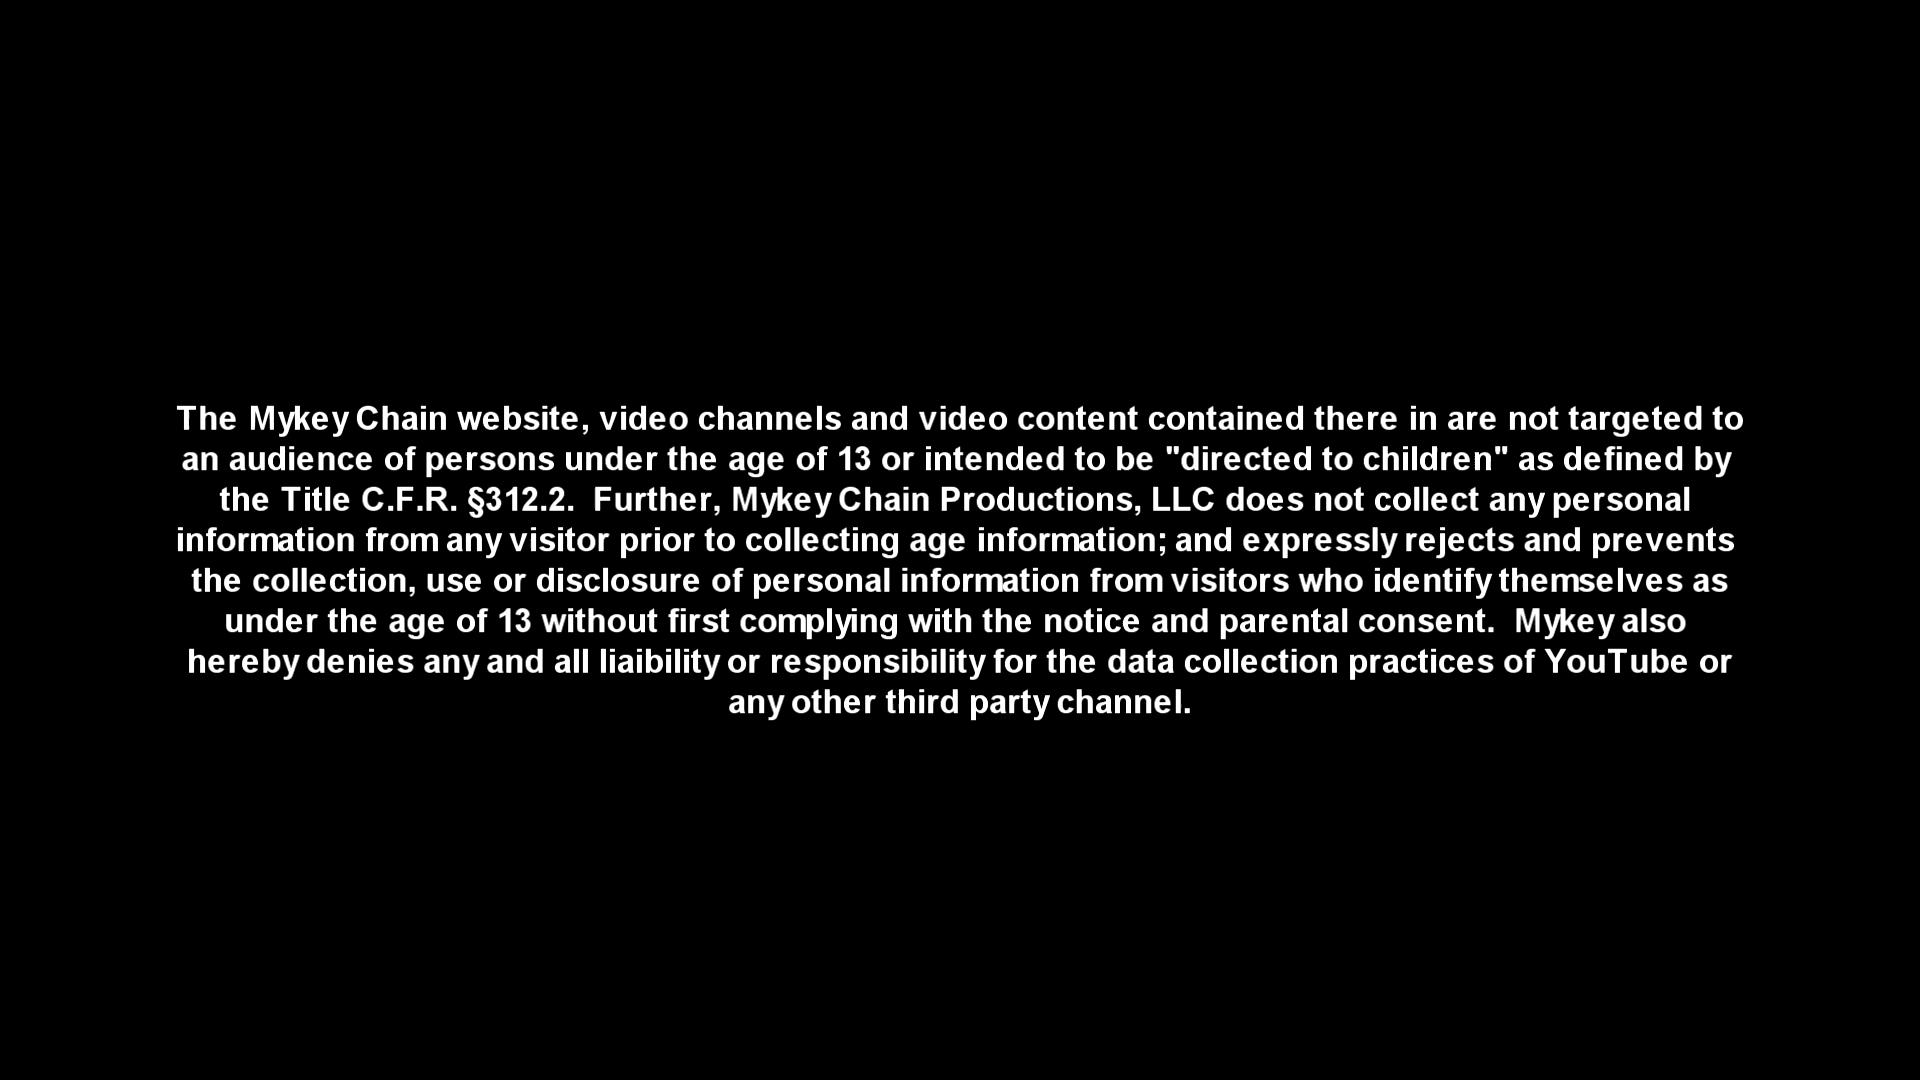 The Mykey Chain website, video channels and video content contained there in are not targeted to
an audience of persons under the age of 13 or intended to be "directed to children" as defined by
the Title C.F.R. §312.2.  Further, Mykey Chain Productions, LLC does not collect any personal
information from any visitor prior to collecting age information; and expressly rejects and prevents
the collection, use or disclosure of personal information from visitors who identify themselves as
under the age of 13 without first complying with the notice and parental consent.  Mykey also
hereby denies any and all liaibility or responsibility for the data collection practices of YouTube or
any other third party channel.